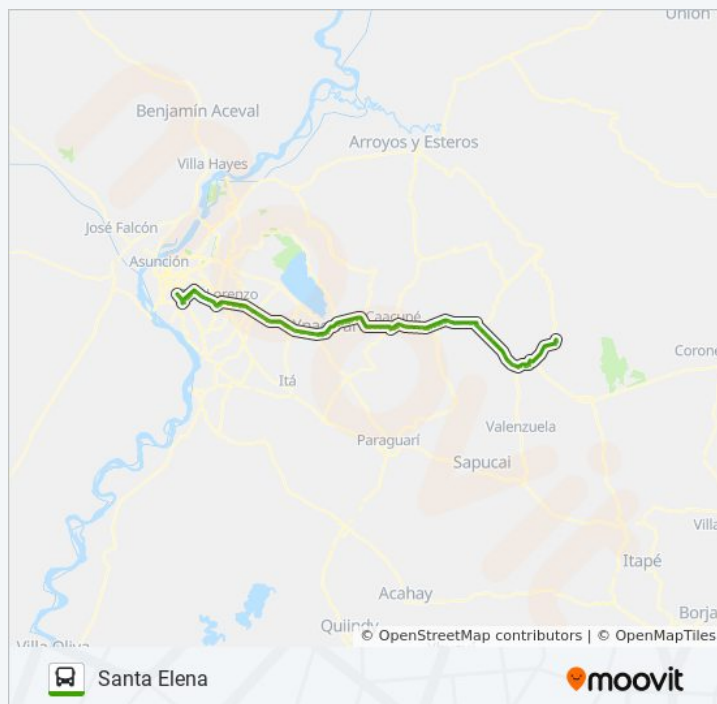 Unión
Benjamín Aceval
Arroyos y Esteros
Villa Hayes
José Falcón
Asunción
Lorenzo
Caacupé
Itá
Corone
Valenzuela
Paraguarí
Sapucai
Villa
Itapé
Acahay
Borja
Quiindy
Villa Oliva
© OpenStreetMap contributors | © OpenMapTiles
Santa Elena
moovit